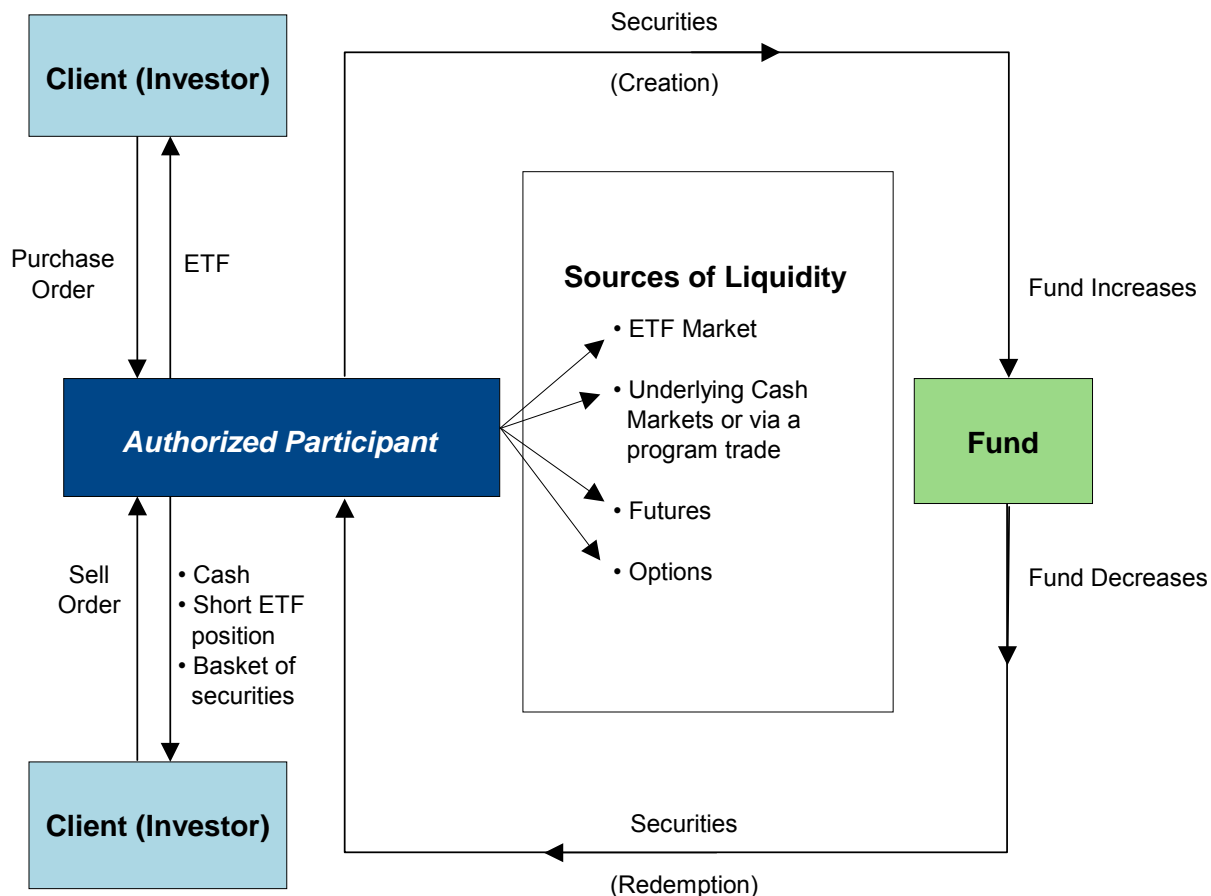 Securities
Client (Investor)
(Creation)
Purchase
Order
ETF
Sources of Liquidity
• ETF Market
• Underlying Cash
Markets or via a
program trade
• Futures
• Options
Fund Increases
Authorized Participant
Fund
Sell
Order
• Cash
• Short ETF
position
• Basket of
securities
Fund Decreases
Client (Investor)
Securities
(Redemption)